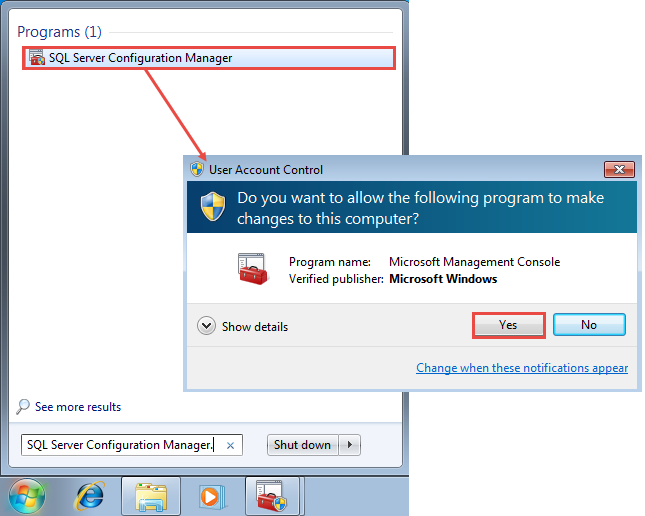 Programs (1)
SQL Server Configuration Manager
User Account Control
Do you want to allow the following program to make
changes to this computer?
Program name: Microsoft Management Console
Verified publisher: Microsoft Windows
Show details
Yes
No
Change when these notifications appear
See more results
SQL Server Configuration Manager.
Shut down